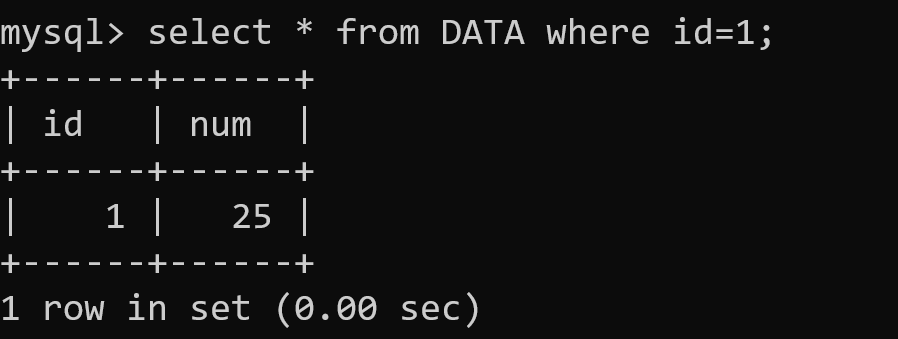 mysql> select * from DATA where id=1;
+------+------+
| id   | num  |
+------+------+
|    1 |   25 |
+------+------+
1 row in set (0.00 sec)